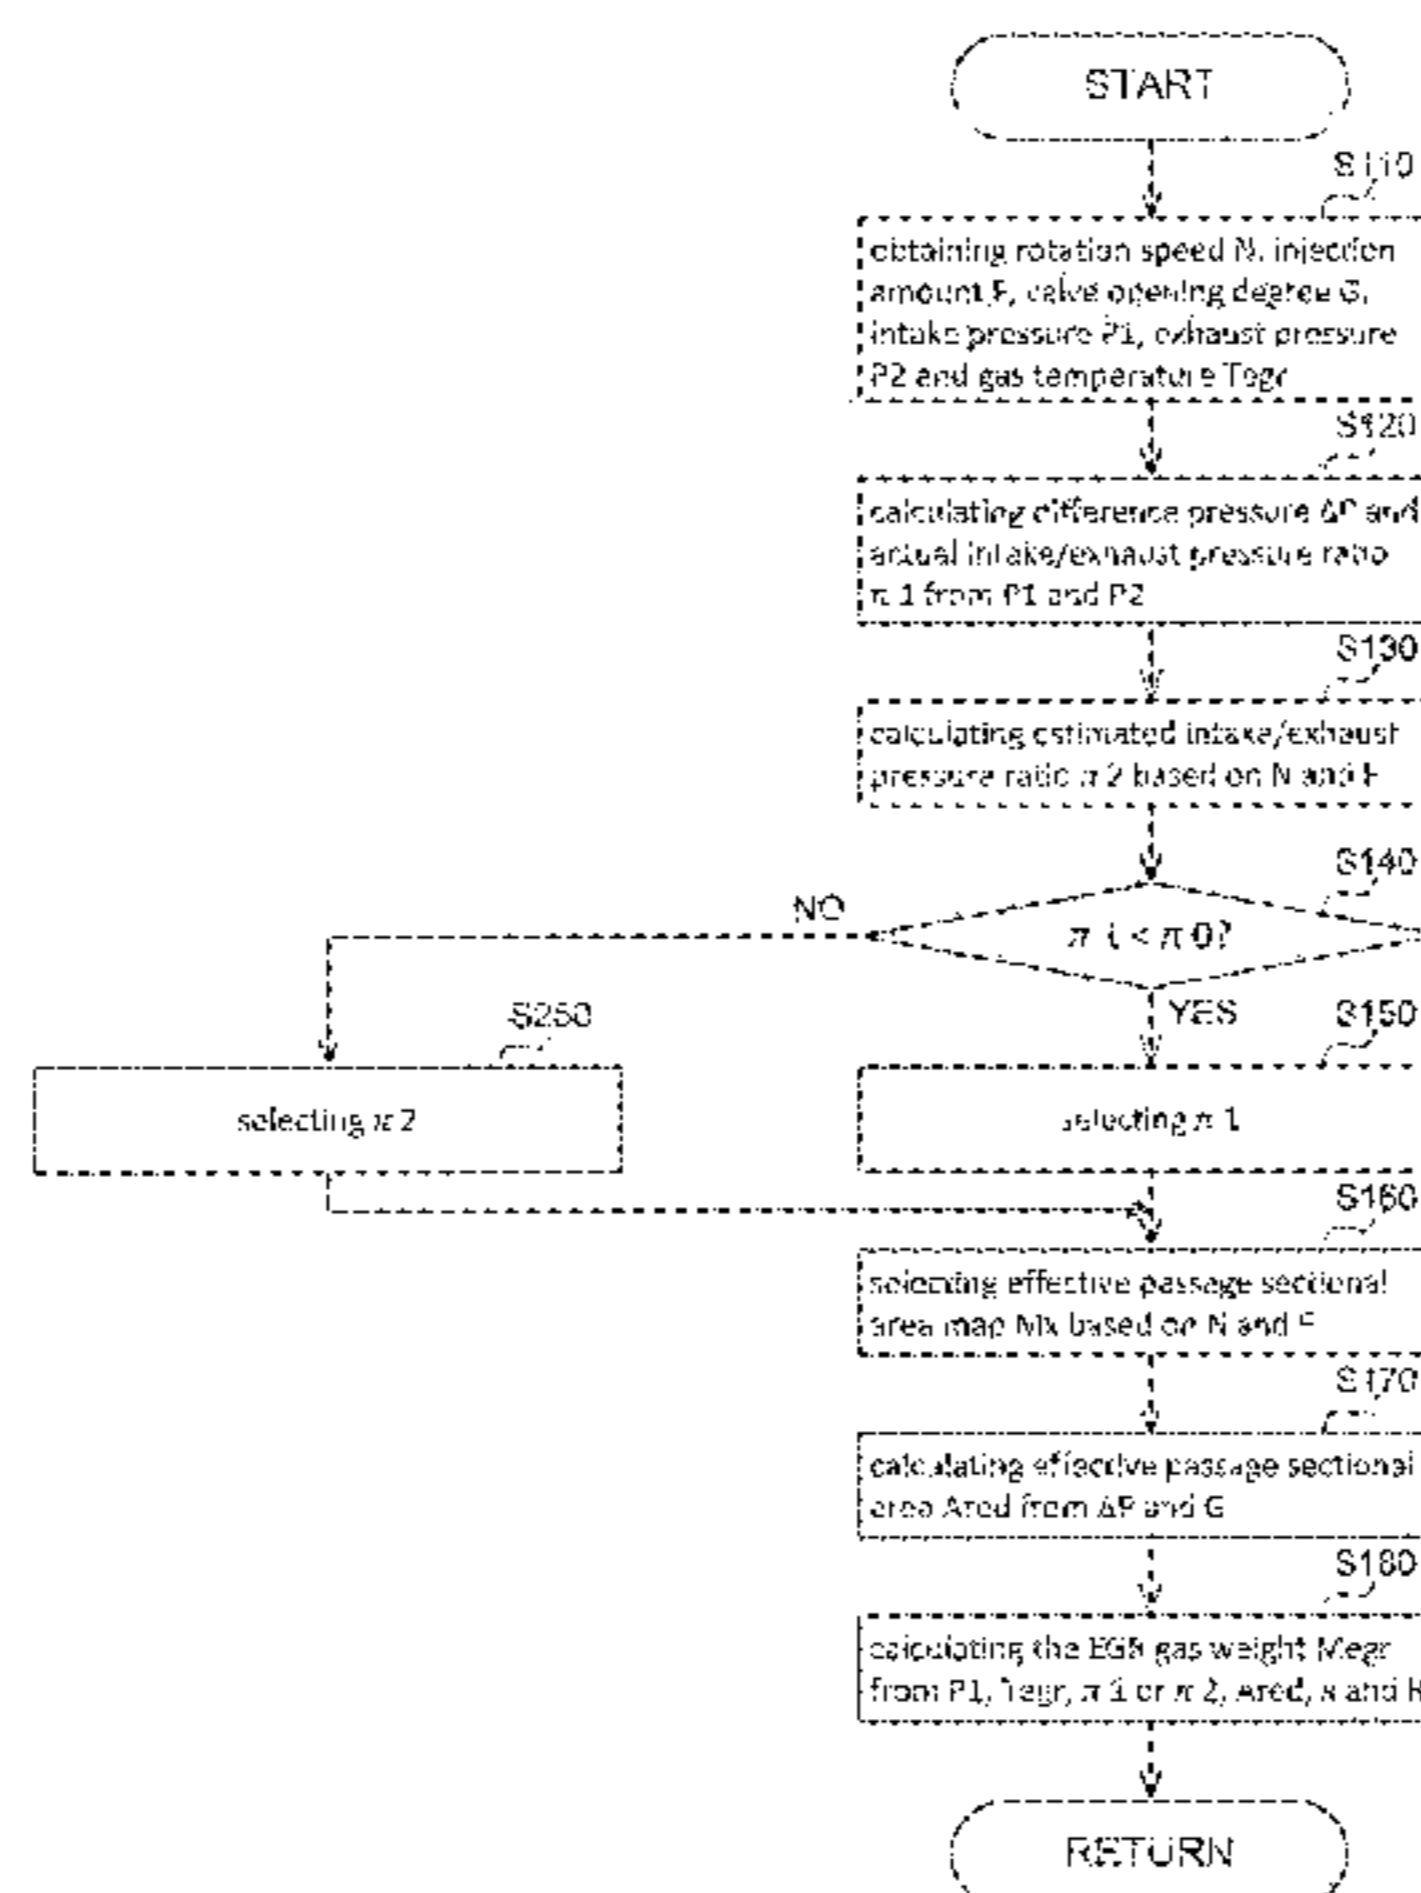 START
S110
obtaining rotation speed N, injection
amount F, valve opening degree G,
intake pressure P1, exhaust pressure
P2 and gas temperature Tegr
S120
calculating difference pressure ΔP and
actual intake/exhaust pressure ratio
π 1 from P1 and P2
S130
calculating estimated intake/exhaust
pressure ratio π 2 based on N and F
S140
π 1 < π 0?
NO
YES
S250
selecting π 2
S150
selecting π 1
S160
selecting effective passage sectional
area map Mx based on N and F
S170
calculating effective passage sectional
area Ared from ΔP and G
S180
calculating the EGR gas weight Megr
from P1, Tegr, π 1 or π 2, Ared, κ and R
RETURN